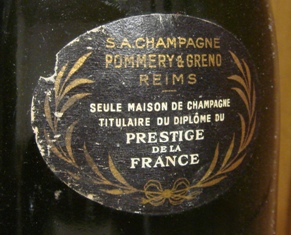 S.A.CHAMPAGNE
POMMERY & GRENO
REIMS
SEULE MAISON DE CHAMPAGNE
TITULAIRE DU DIPLÔME DU
PRESTIGE
DE LA
FRANCE